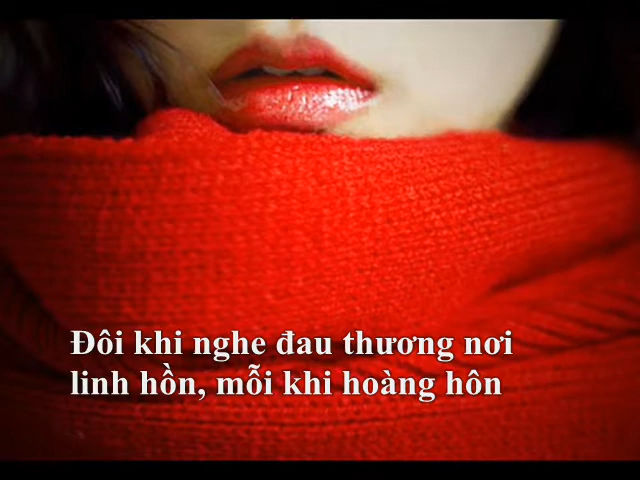 Đôi khi nghe đau thương nơi
linh hồn, mỗi khi hoàng hôn